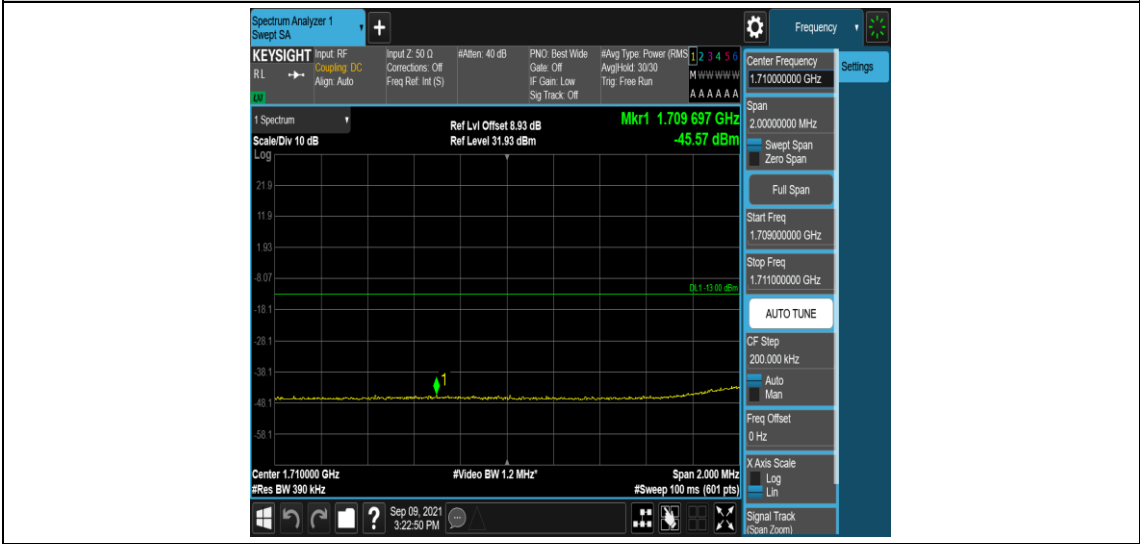 Spectrum Analyzer 1
Swept SA
+
Frequency
KEYSIGHT
RL
LXI
Input: RF
Coupling: DC
Align: Auto
Input Z: 50 Ω
Corrections: Off
Freq Ref: Int (S)
#Atten: 40 dB
PNO: Best Wide
Gate: Off
IF Gain: Low
Sig Track: Off
#Avg Type: Power (RMS
Avg|Hold: 30/30
Trig: Free Run
1 2 3 4 5 6
M W W W W W
A A A A A A
1 Spectrum
Scale/Div 10 dB
Ref Lvl Offset 8.93 dB
Ref Level 31.93 dBm
Mkr1 1.709 697 GHz
-45.57 dBm
Log
21.9
11.9
1.93
-8.07
DL1 -13.00 dBm
-18.1
-28.1
-38.1
1
-48.1
-58.1
Center 1.710000 GHz
#Res BW 390 kHz
#Video BW 1.2 MHz*
Span 2.000 MHz
#Sweep 100 ms (601 pts)
Center Frequency
1.710000000 GHz
Settings
Span
2.00000000 MHz
Swept Span
Zero Span
Full Span
Start Freq
1.709000000 GHz
Stop Freq
1.711000000 GHz
AUTO TUNE
CF Step
200.000 kHz
Auto
Man
Freq Offset
0 Hz
X Axis Scale
Log
Lin
Signal Track
(Span Zoom)
?
Sep 09, 2021
3:22:50 PM